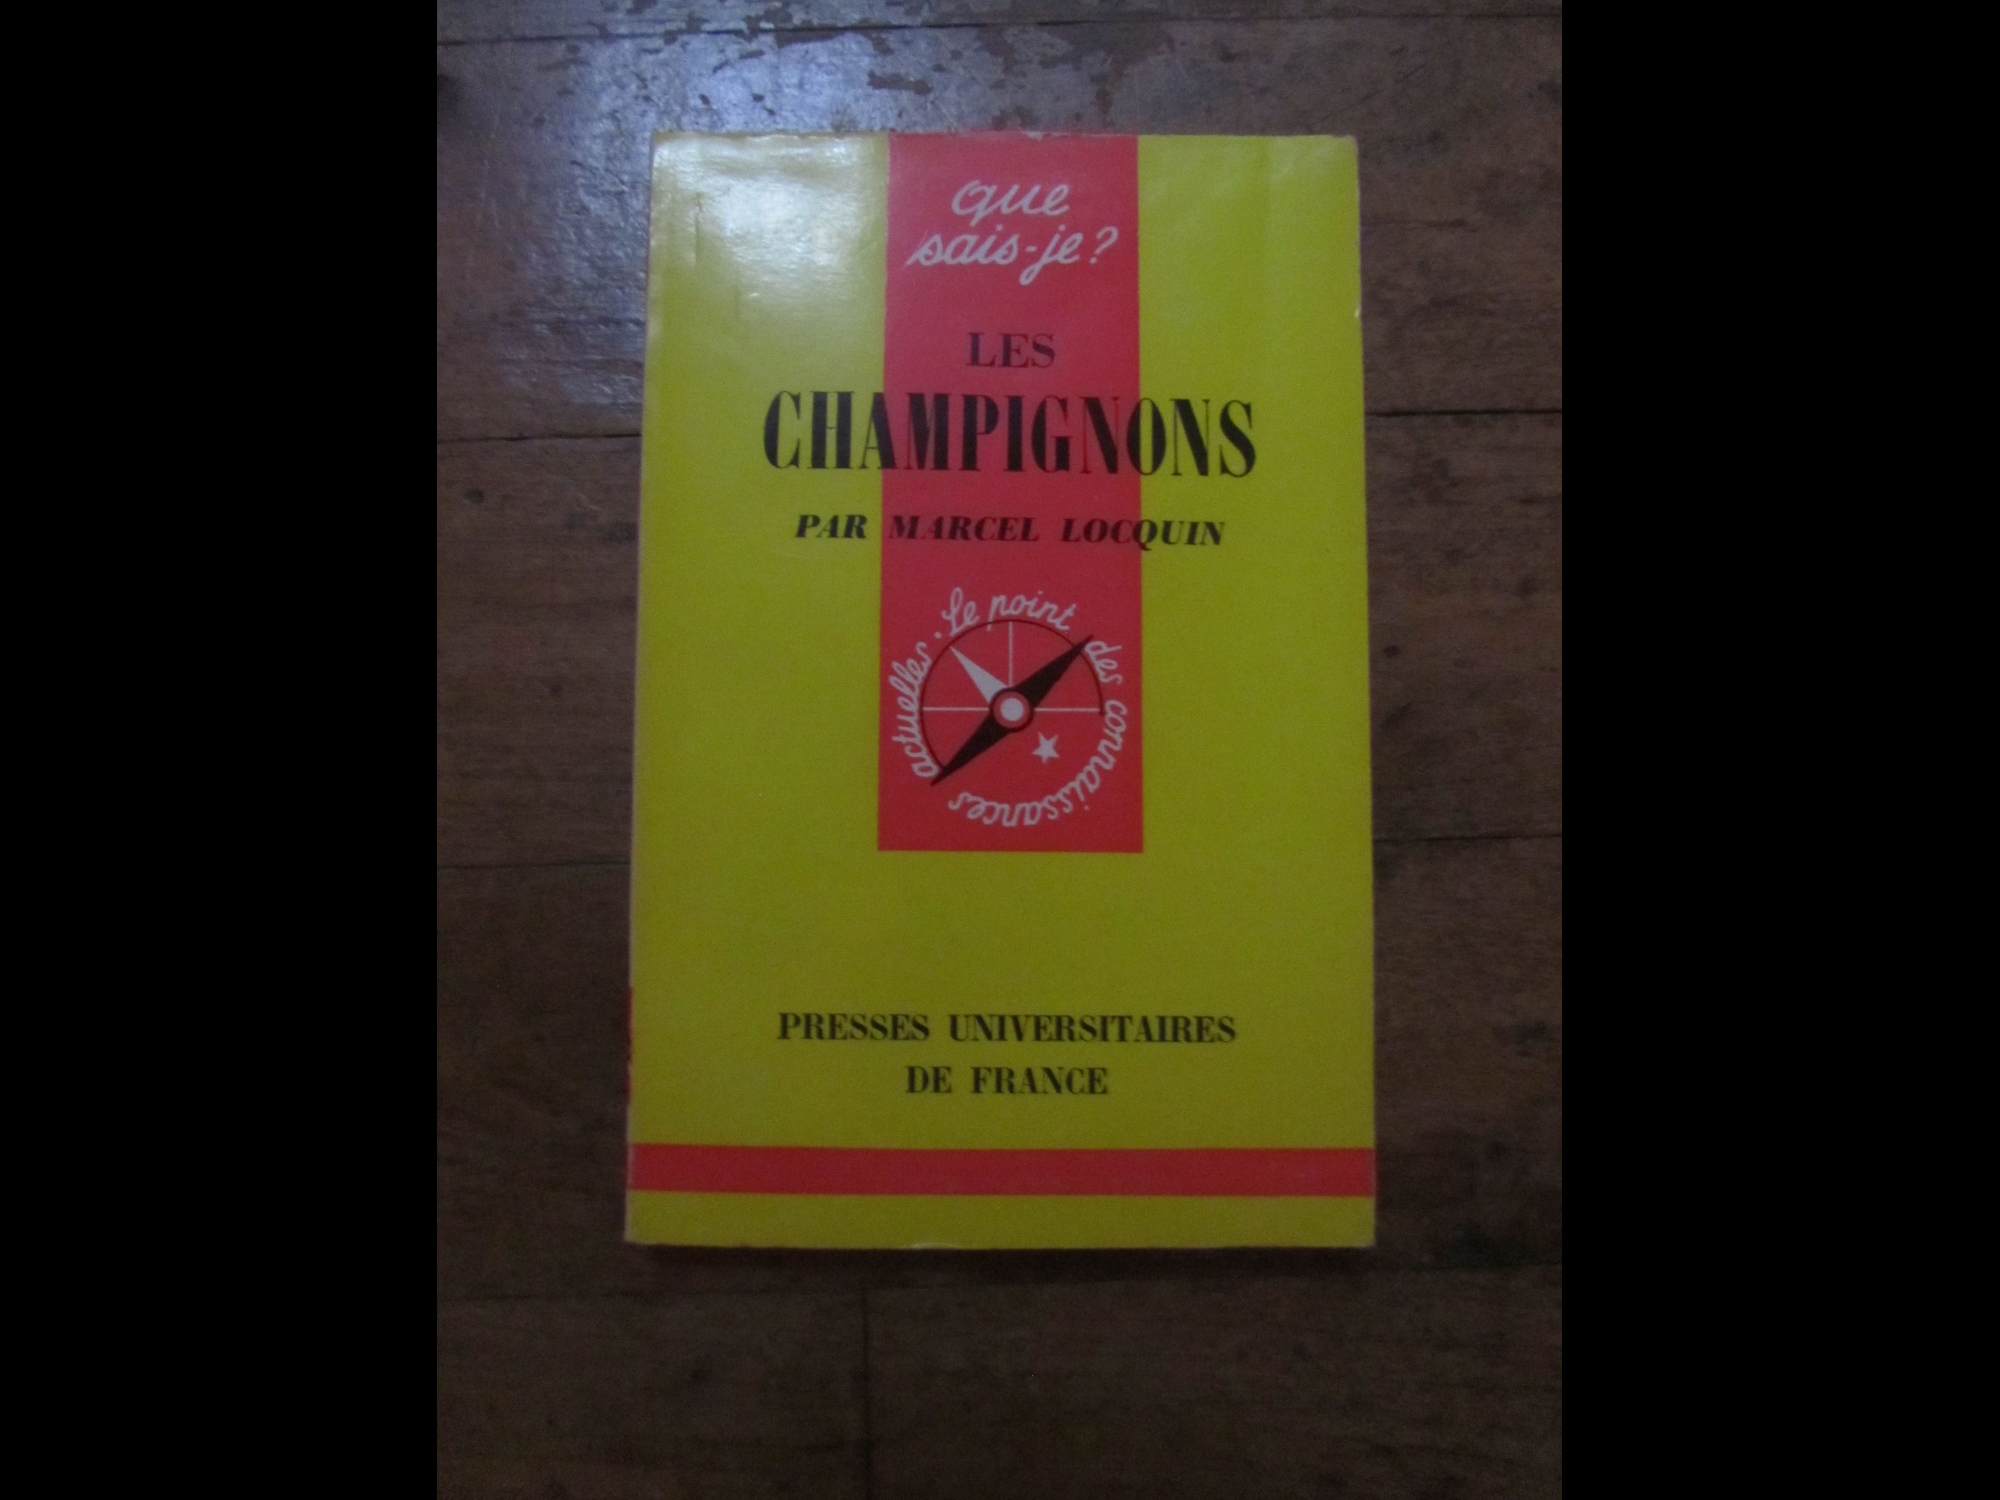 que
sais-je?
LES
CHAMPIGNONS
PAR MARCEL LOCQUIN
Le point des connaissances actuelles.
PRESSES UNIVERSITAIRES
DE FRANCE